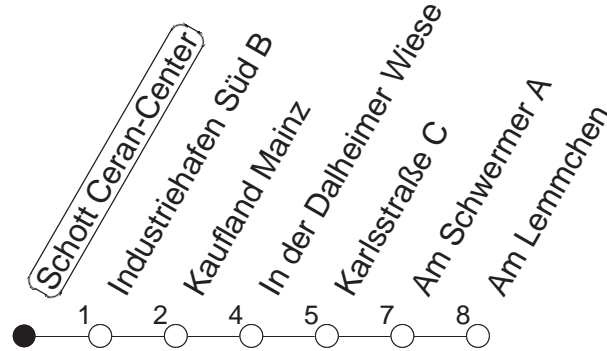 Schott Ceran-Center
Industriehafen Süd B
Kaufland Mainz
In der Dalheimer Wiese
Karlsstraße C
Am Schwermer A
Am Lemmchen
1 2 4 5 7 8